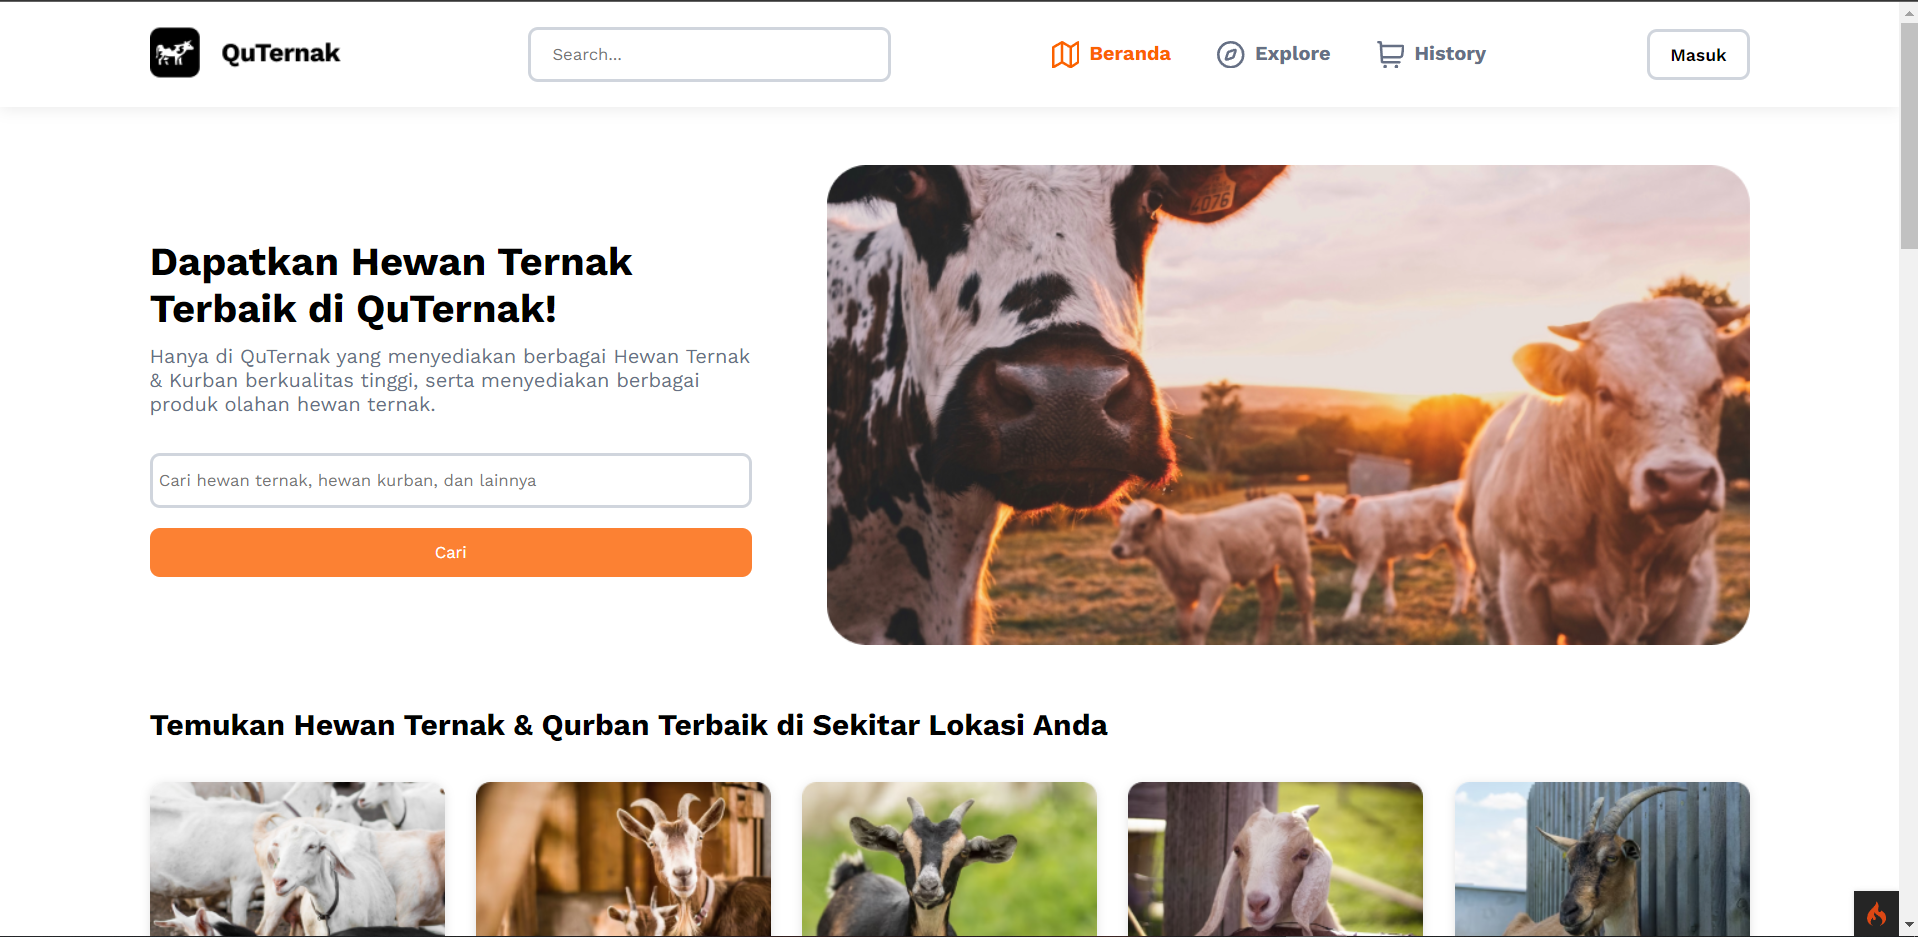 QuTernak
Search...
Beranda
Explore
History
Masuk
Dapatkan Hewan Ternak
Terbaik di QuTernak!
Hanya di QuTernak yang menyediakan berbagai Hewan Ternak
& Kurban berkualitas tinggi, serta menyediakan berbagai
produk olahan hewan ternak.
Cari hewan ternak, hewan kurban, dan lainnya
Cari
4076
Temukan Hewan Ternak & Qurban Terbaik di Sekitar Lokasi Anda